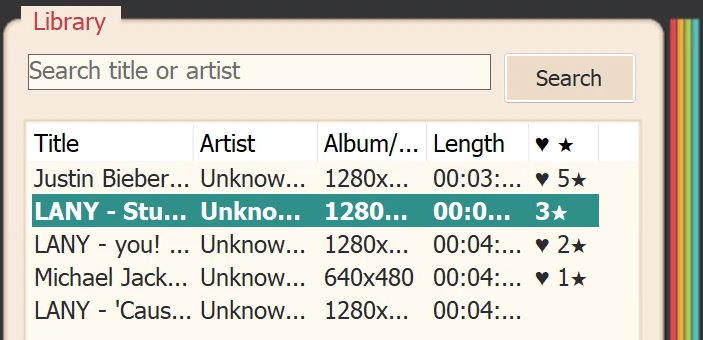 Library
Search title or artist Search
Title Artist Album/... Length ♥ ★
Justin Bieber... Unknow... 1280x... 00:03:... ♥ 5★
LANY - Stu... Unkno... 1280... 00:0... 3★
LANY - you! ... Unknow... 1280x... 00:04:... ♥ 2★
Michael Jack... Unknow... 640x480 00:04:... ♥ 1★
LANY - 'Caus... Unknow... 1280x... 00:04:...